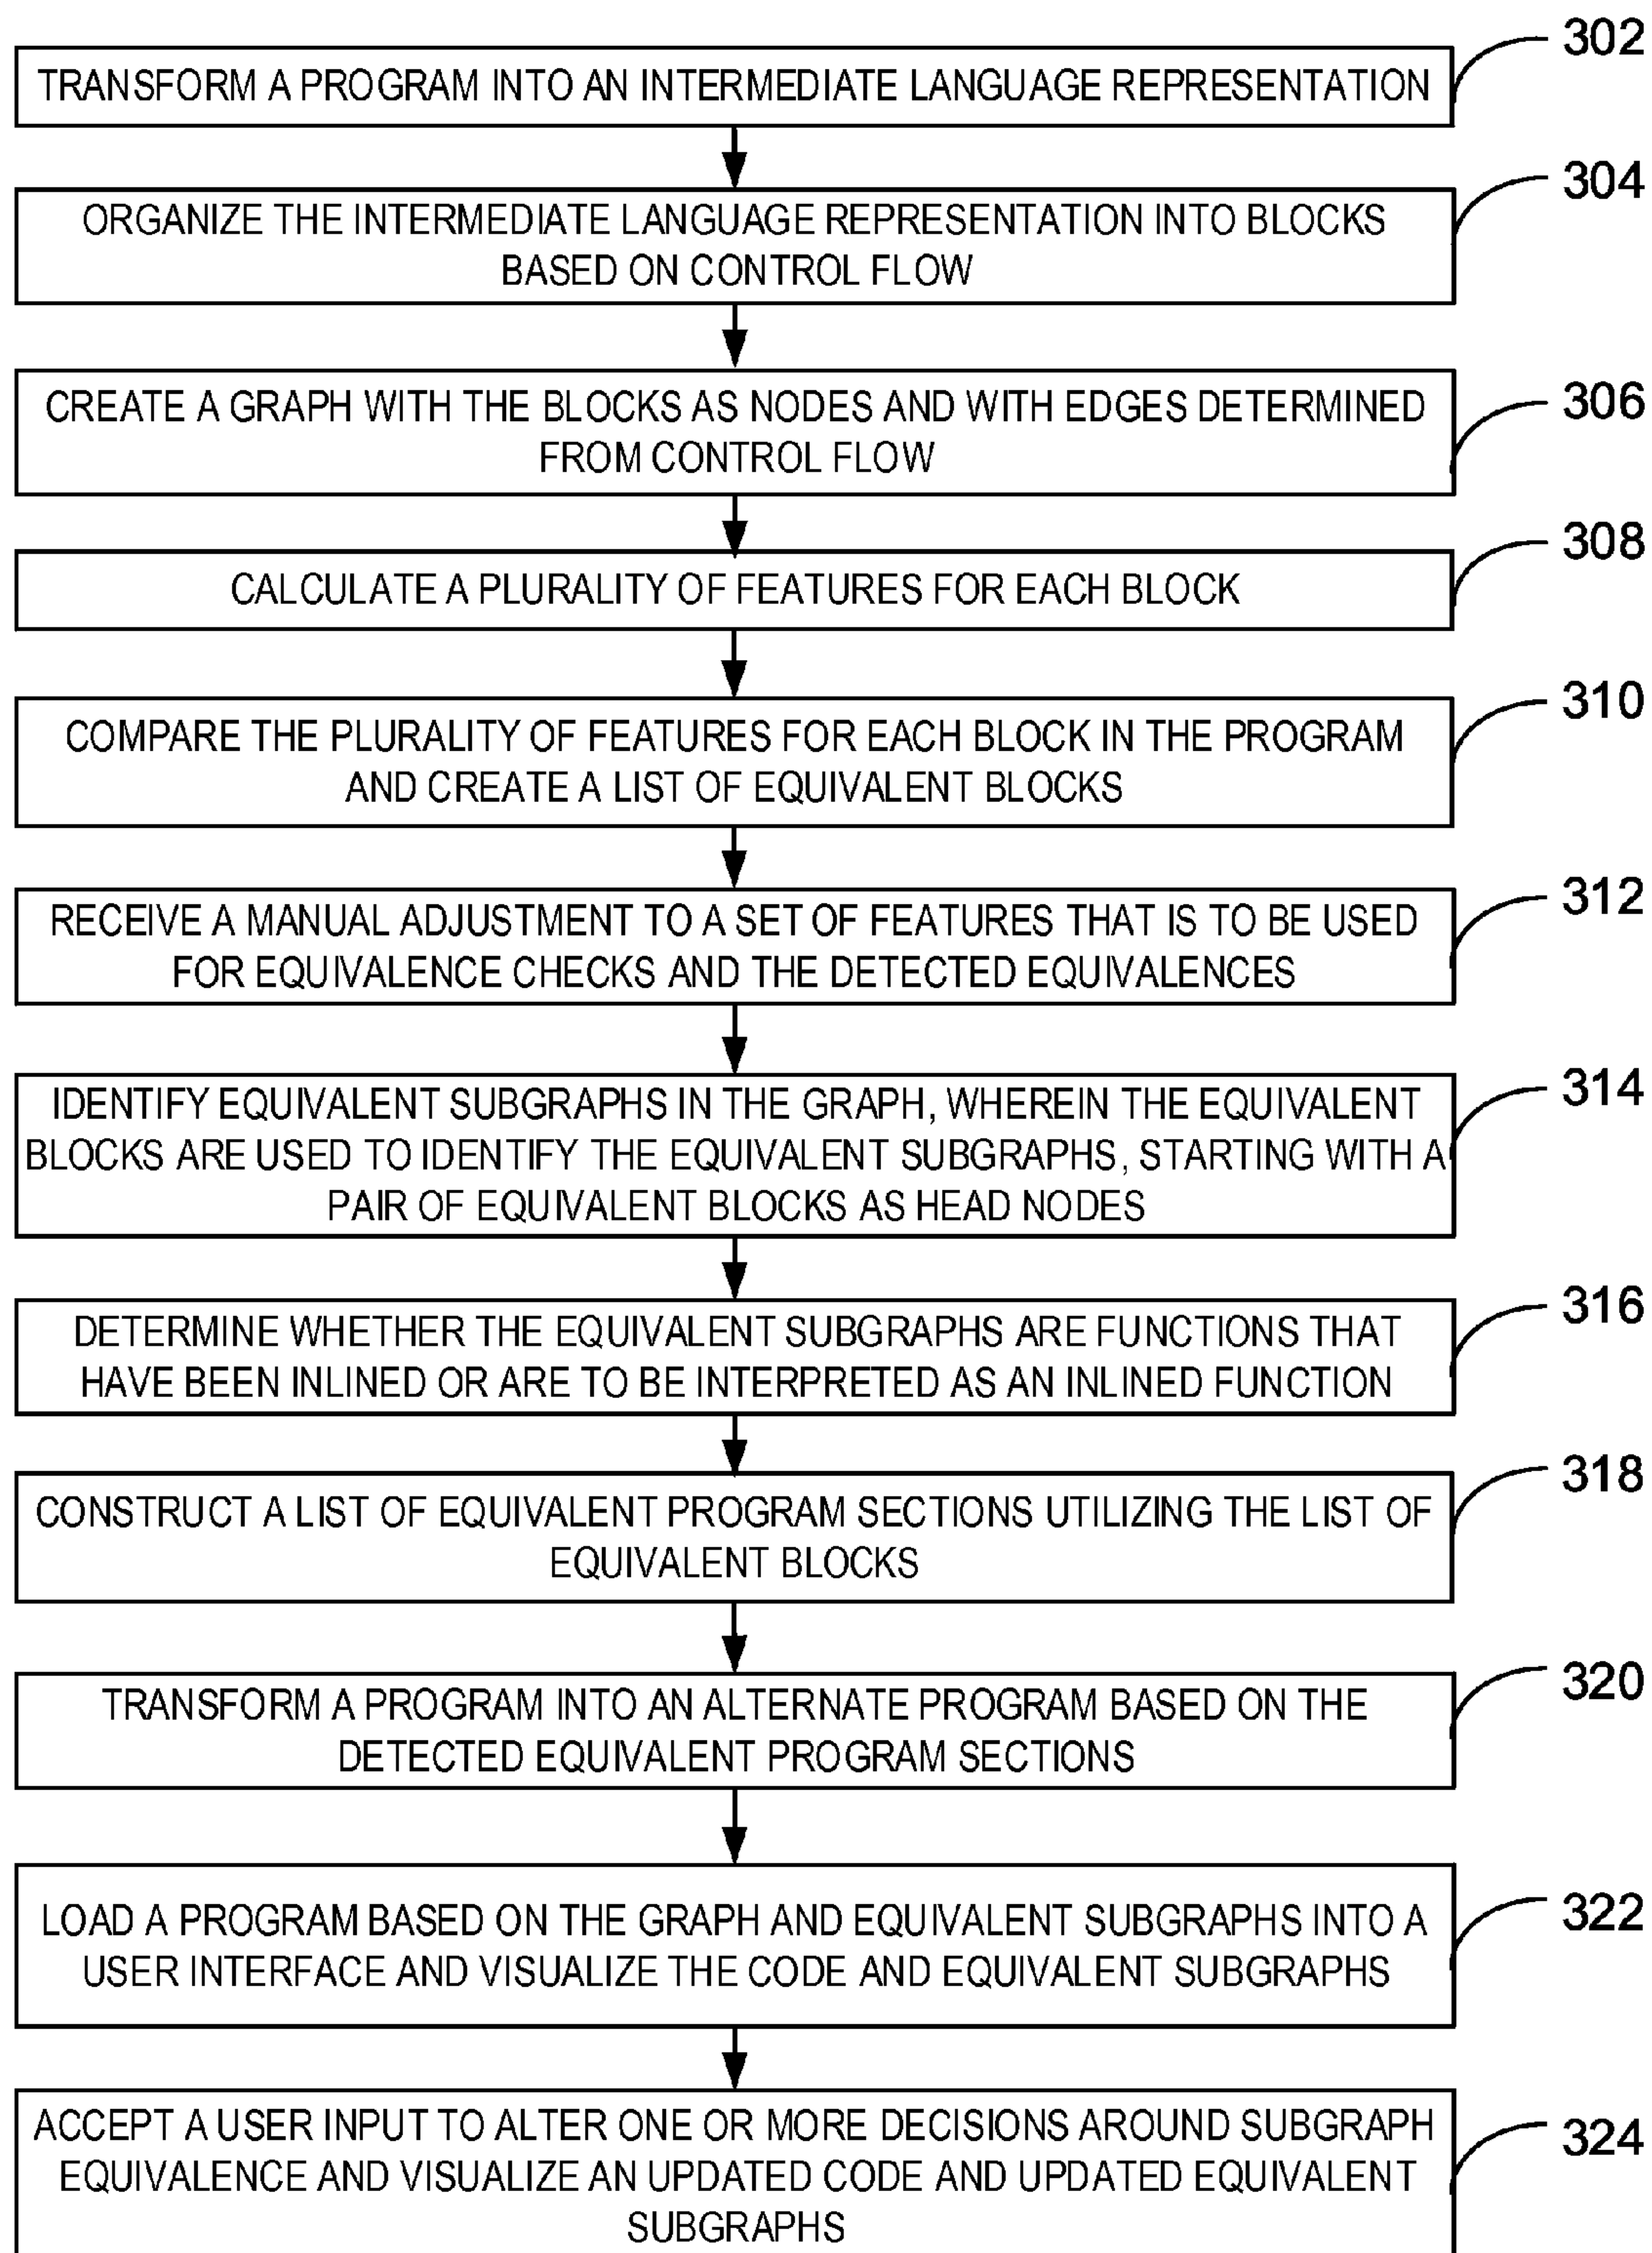 302
TRANSFORM A PROGRAM INTO AN INTERMEDIATE LANGUAGE REPRESENTATION
304
ORGANIZE THE INTERMEDIATE LANGUAGE REPRESENTATION INTO BLOCKS
BASED ON CONTROL FLOW
306
CREATE A GRAPH WITH THE BLOCKS AS NODES AND WITH EDGES DETERMINED
FROM CONTROL FLOW
308
CALCULATE A PLURALITY OF FEATURES FOR EACH BLOCK
310
COMPARE THE PLURALITY OF FEATURES FOR EACH BLOCK IN THE PROGRAM
AND CREATE A LIST OF EQUIVALENT BLOCKS
312
RECEIVE A MANUAL ADJUSTMENT TO A SET OF FEATURES THAT IS TO BE USED
FOR EQUIVALENCE CHECKS AND THE DETECTED EQUIVALENCES
314
IDENTIFY EQUIVALENT SUBGRAPHS IN THE GRAPH, WHEREIN THE EQUIVALENT
BLOCKS ARE USED TO IDENTIFY THE EQUIVALENT SUBGRAPHS, STARTING WITH A
PAIR OF EQUIVALENT BLOCKS AS HEAD NODES
316
DETERMINE WHETHER THE EQUIVALENT SUBGRAPHS ARE FUNCTIONS THAT
HAVE BEEN INLINED OR ARE TO BE INTERPRETED AS AN INLINED FUNCTION
318
CONSTRUCT A LIST OF EQUIVALENT PROGRAM SECTIONS UTILIZING THE LIST OF
EQUIVALENT BLOCKS
320
TRANSFORM A PROGRAM INTO AN ALTERNATE PROGRAM BASED ON THE
DETECTED EQUIVALENT PROGRAM SECTIONS
322
LOAD A PROGRAM BASED ON THE GRAPH AND EQUIVALENT SUBGRAPHS INTO A
USER INTERFACE AND VISUALIZE THE CODE AND EQUIVALENT SUBGRAPHS
324
ACCEPT A USER INPUT TO ALTER ONE OR MORE DECISIONS AROUND SUBGRAPH
EQUIVALENCE AND VISUALIZE AN UPDATED CODE AND UPDATED EQUIVALENT
SUBGRAPHS